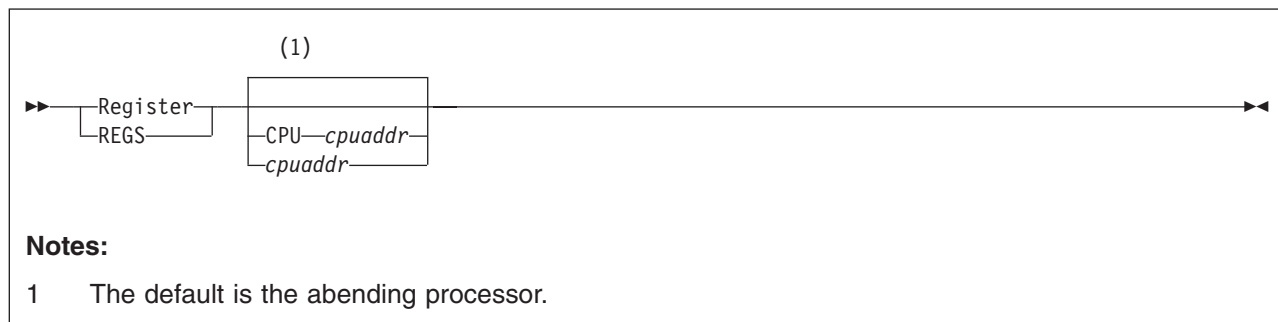 (1)
Register
REGS
CPU cpuaddr
cpuaddr
Notes:
1 The default is the abending processor.